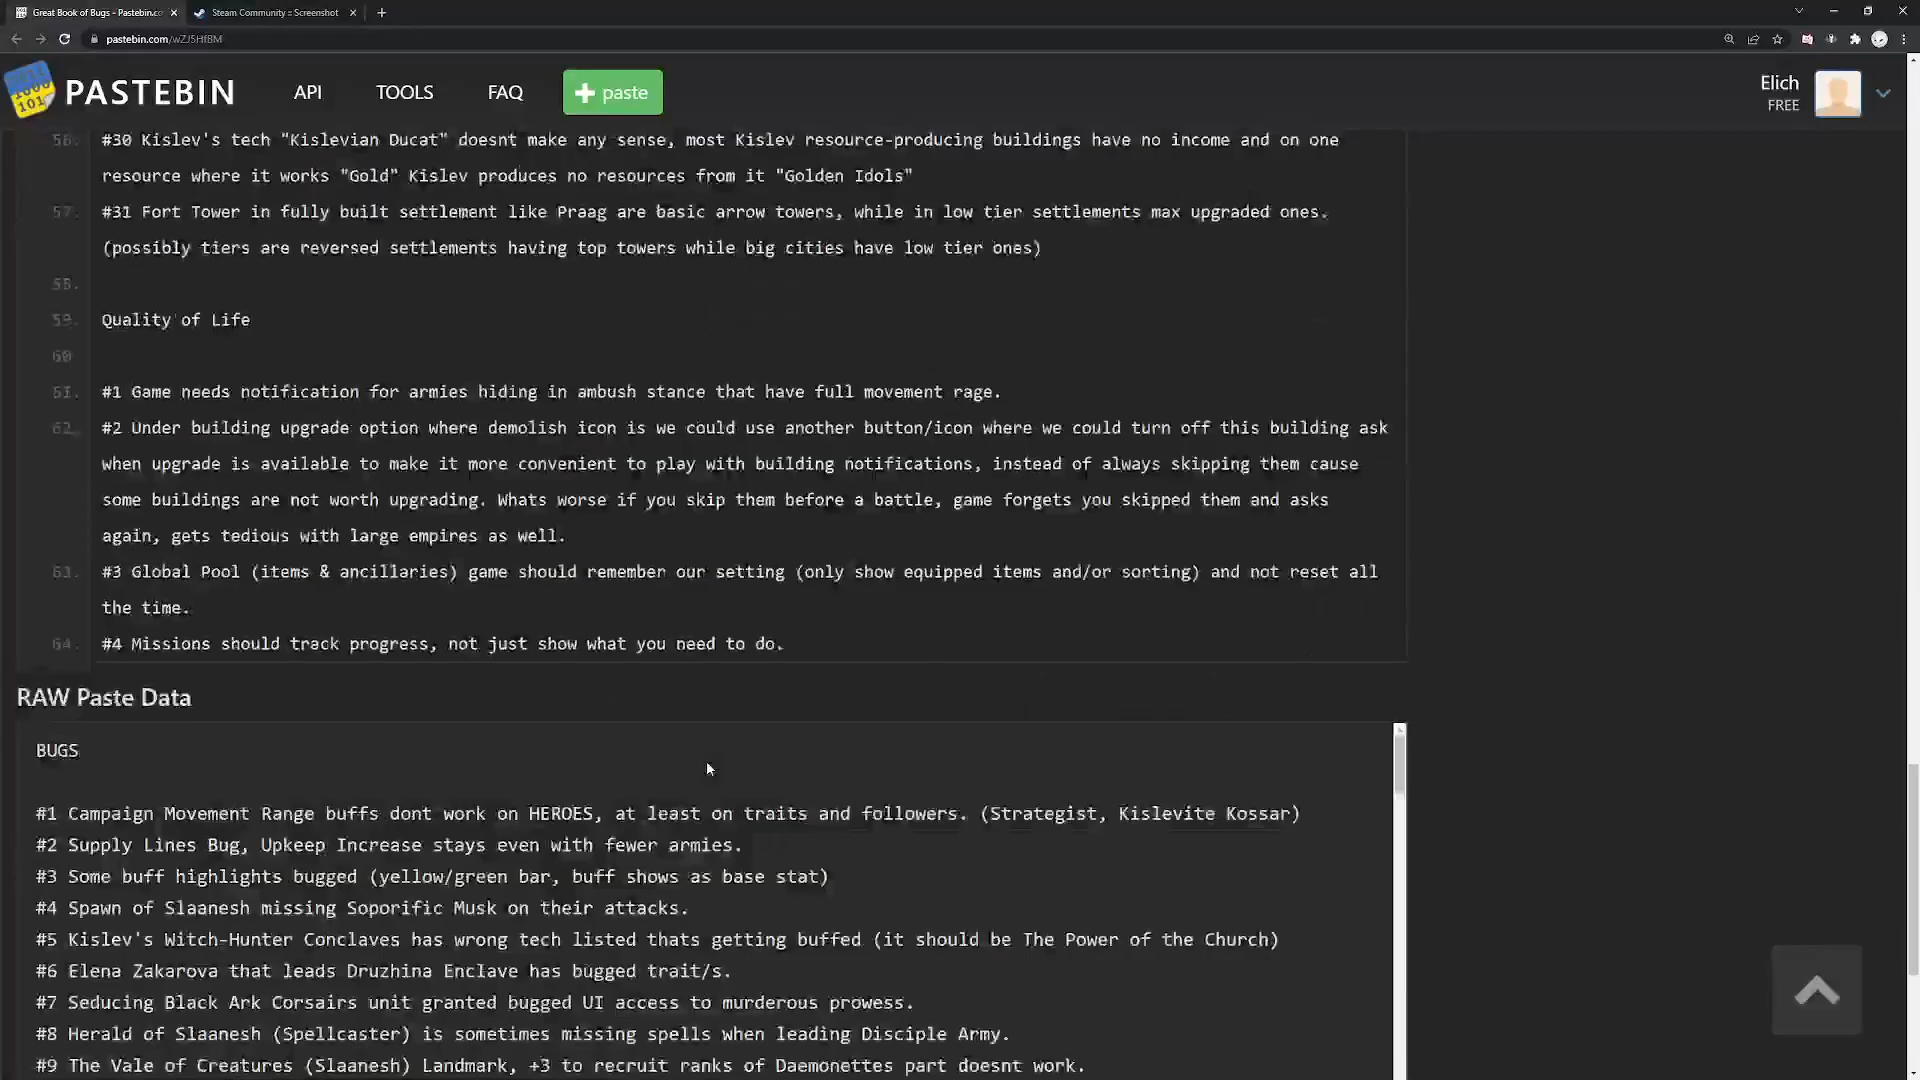 Great Book of Bugs - Pastebin.co
Steam Community :: Screenshot
pastebin.com/wZJ5HfBM
PASTEBIN
API
TOOLS
FAQ
paste
Elich
FREE
56. #30 Kislev's tech "Kislevian Ducat" doesnt make any sense, most Kislev resource-producing buildings have no income and on one
resource where it works "Gold" Kislev produces no resources from it "Golden Idols"
57. #31 Fort Tower in fully built settlement like Praag are basic arrow towers, while in low tier settlements max upgraded ones.
(possibly tiers are reversed settlements having top towers while big cities have low tier ones)
58.
59. Quality of Life
60.
61. #1 Game needs notification for armies hiding in ambush stance that have full movement rage.
62. #2 Under building upgrade option where demolish icon is we could use another button/icon where we could turn off this building ask
when upgrade is available to make it more convenient to play with building notifications, instead of always skipping them cause
some buildings are not worth upgrading. Whats worse if you skip them before a battle, game forgets you skipped them and asks
again, gets tedious with large empires as well.
63. #3 Global Pool (items & ancillaries) game should remember our setting (only show equipped items and/or sorting) and not reset all
the time.
64. #4 Missions should track progress, not just show what you need to do.
RAW Paste Data
BUGS
#1 Campaign Movement Range buffs dont work on HEROES, at least on traits and followers. (Strategist, Kislevite Kossar)
#2 Supply Lines Bug, Upkeep Increase stays even with fewer armies.
#3 Some buff highlights bugged (yellow/green bar, buff shows as base stat)
#4 Spawn of Slaanesh missing Soporific Musk on their attacks.
#5 Kislev's Witch-Hunter Conclaves has wrong tech listed thats getting buffed (it should be The Power of the Church)
#6 Elena Zakarova that leads Druzhina Enclave has bugged trait/s.
#7 Seducing Black Ark Corsairs unit granted bugged UI access to murderous prowess.
#8 Herald of Slaanesh (Spellcaster) is sometimes missing spells when leading Disciple Army.
#9 The Vale of Creatures (Slaanesh) Landmark, +3 to recruit ranks of Daemonettes part doesnt work.